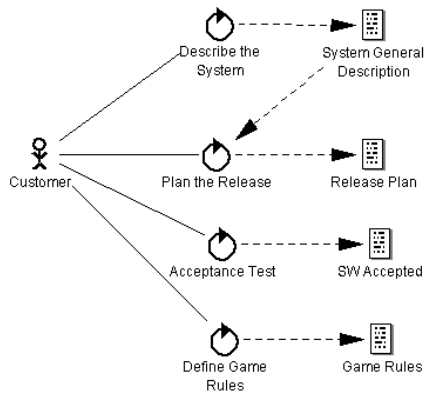 Describe the
System
System General
Description
Customer
Plan the Release
Release Plan
Acceptance Test
SW Accepted
Define Game
Rules
Game Rules